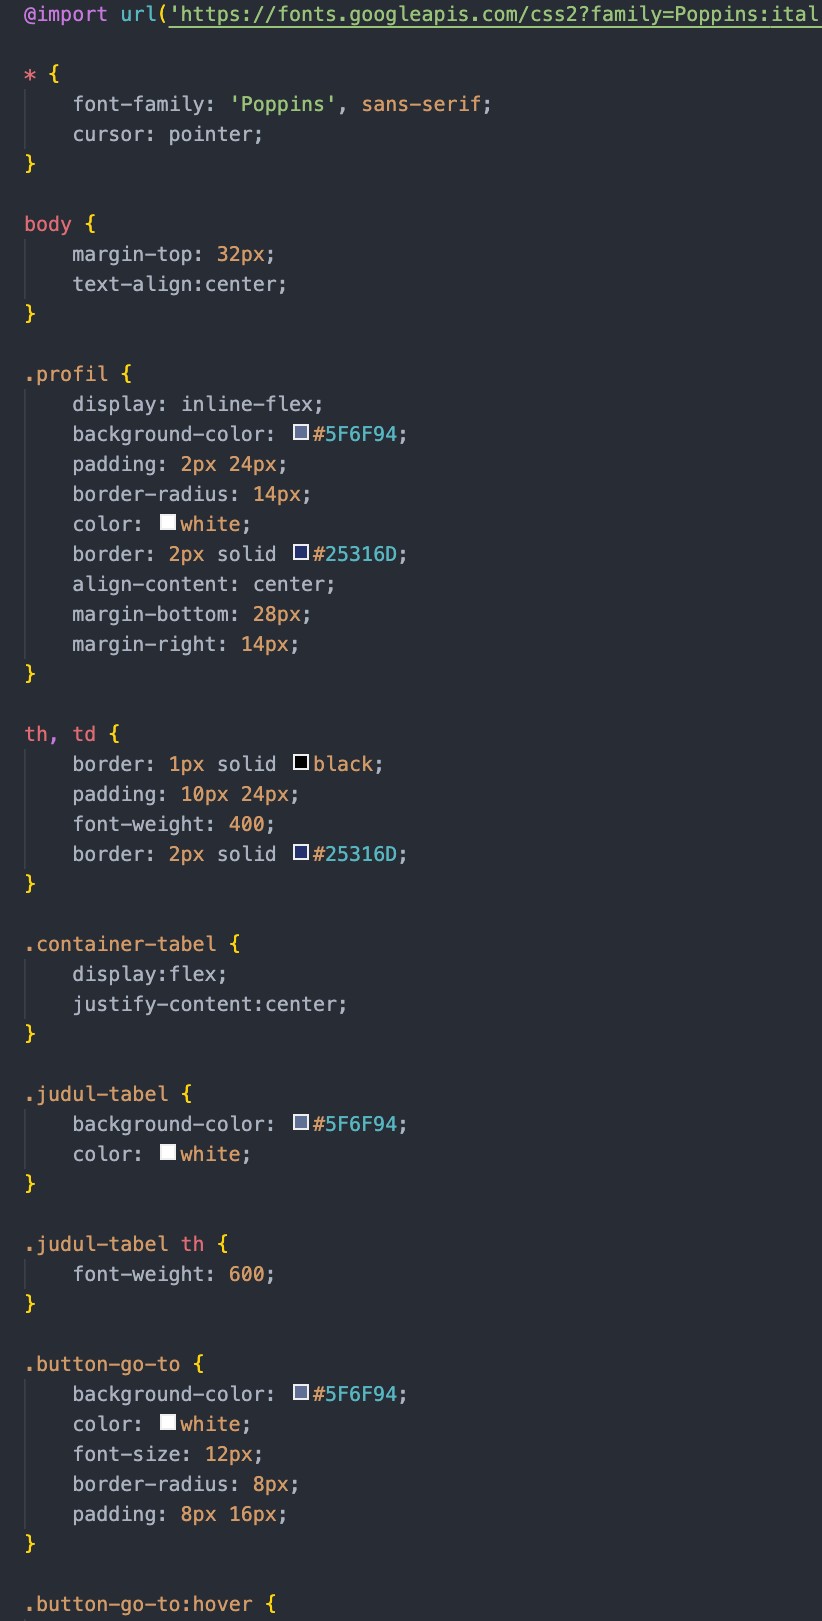 @import url('https://fonts.googleapis.com/css2?family=Poppins:ital
* {
font-family: 'Poppins', sans-serif;
cursor: pointer;
}
body {
margin-top: 32px;
text-align:center;
}
.profil {
display: inline-flex;
background-color: #5F6F94;
padding: 2px 24px;
border-radius: 14px;
color: white;
border: 2px solid #25316D;
align-content: center;
margin-bottom: 28px;
margin-right: 14px;
}
th, td {
border: 1px solid black;
padding: 10px 24px;
font-weight: 400;
border: 2px solid #25316D;
}
.container-tabel {
display:flex;
justify-content:center;
}
.judul-tabel {
background-color: #5F6F94;
color: white;
}
.judul-tabel th {
font-weight: 600;
}
.button-go-to {
background-color: #5F6F94;
color: white;
font-size: 12px;
border-radius: 8px;
padding: 8px 16px;
}
.button-go-to:hover {